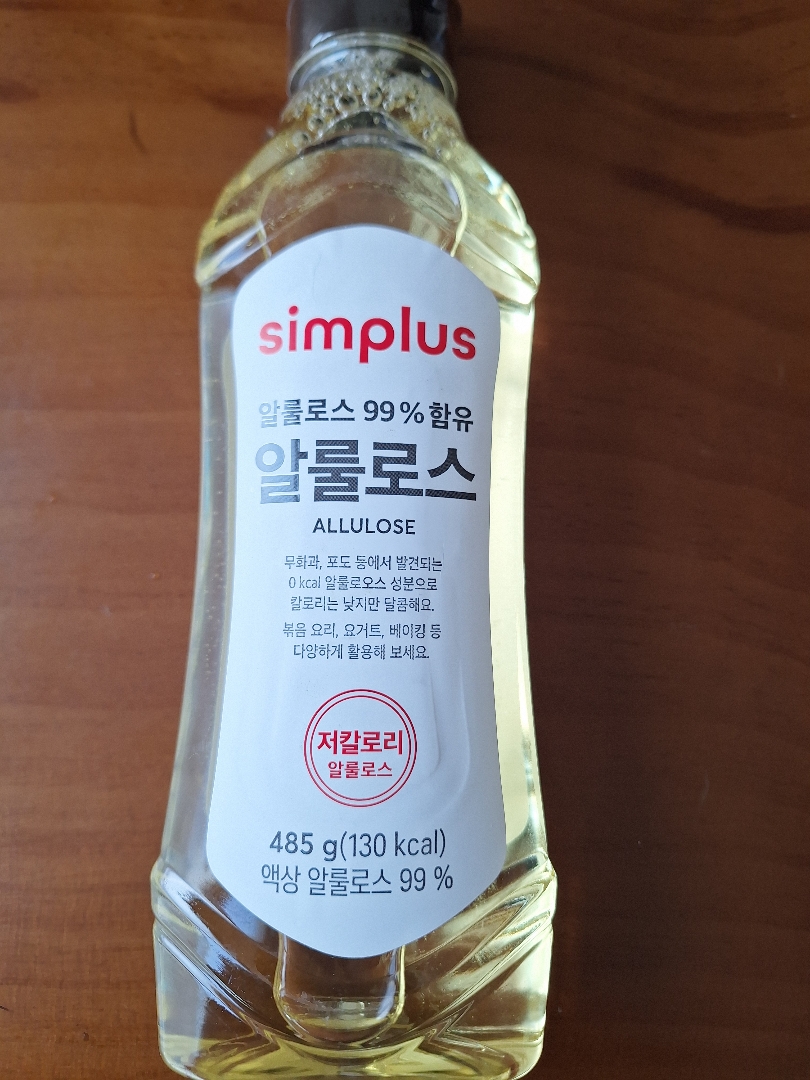 simplus
알룰로스 99%함유
알룰로스
ALLULOSE
무화과, 포도 등에서 발견되는
0 kcal 알룰로오스 성분으로
칼로리는 낮지만 달콤해요.
볶음 요리, 요거트, 베이킹 등
다양하게 활용해 보세요.
저칼로리
알룰로스
485 g(130 kcal)
액상 알룰로스 99 %